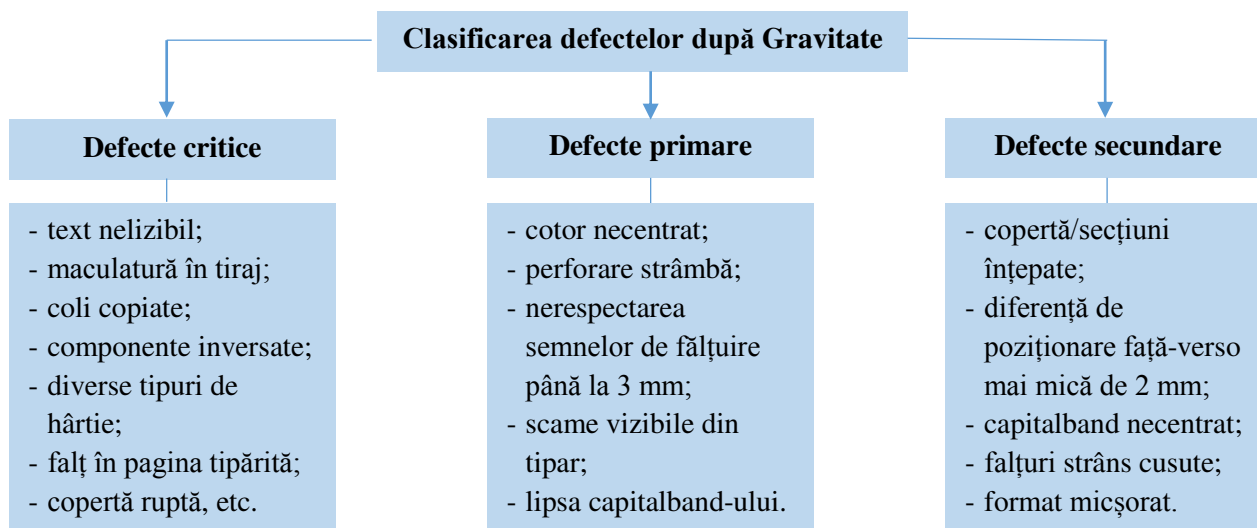 Clasificarea defectelor după Gravitate
Defecte critice
- text nelizibil;
- maculatură în tiraj;
- coli copiate;
- componente inversate;
- diverse tipuri de
hârtie;
- falț în pagina tipărită;
- copertă ruptă, etc.
Defecte primare
- cotor necentrat;
- perforare strâmbă;
- nerespectarea
semnelor de fălțuire
până la 3 mm;
- scame vizibile din
tipar;
- lipsa capitalband-ului.
Defecte secundare
- copertă/secțiuni
înțepate;
- diferență de
poziționare față-verso
mai mică de 2 mm;
- capitalband necentrat;
- falțuri strâns cusute;
- format micșorat.